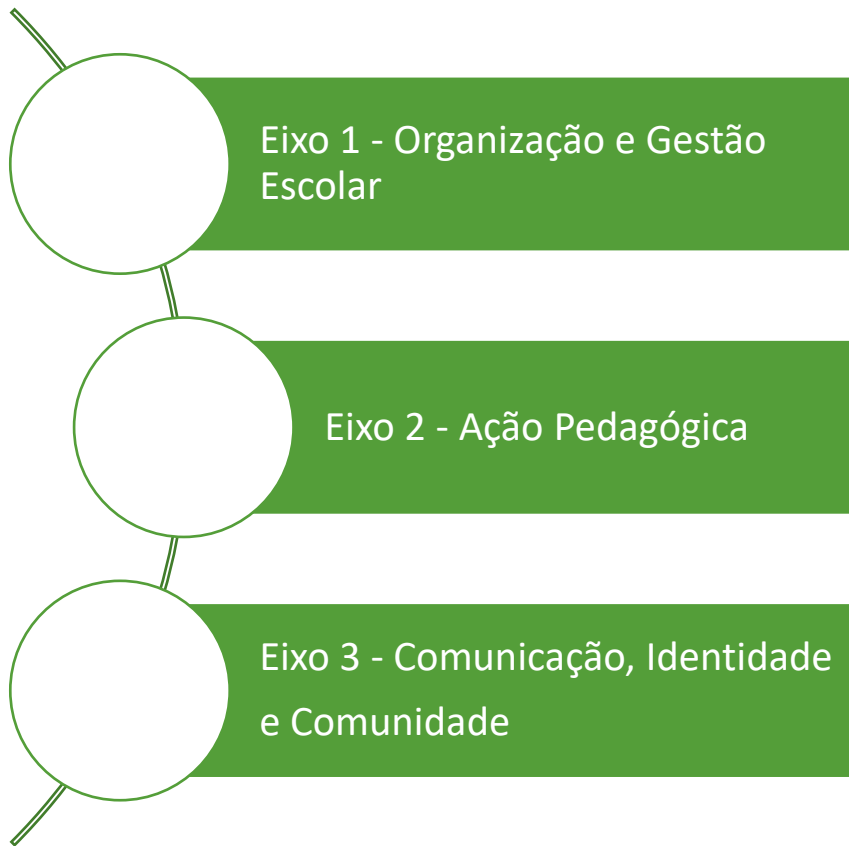 Eixo 1 - Organização e Gestão
Escolar
Eixo 2 - Ação Pedagógica
Eixo 3 - Comunicação, Identidade
e Comunidade